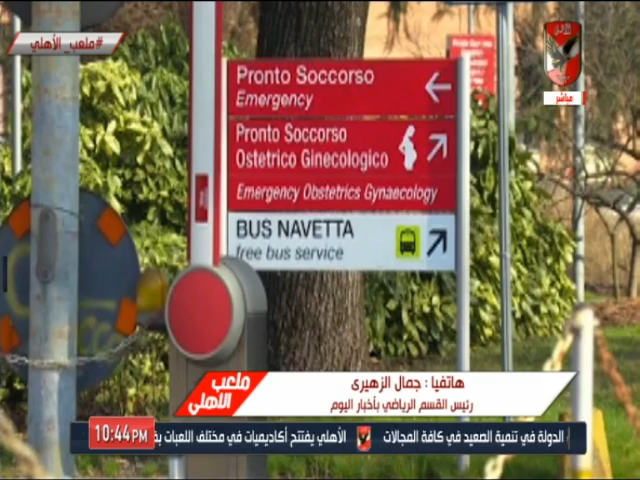 #ملعب_الأهلي
مباشر
Pronto Soccorso
Emergency
Pronto Soccorso
Ostetrico Ginecologico
Emergency Obstetrics Gynaecology
BUS NAVETTA
free bus service
هاتفيا : جمال الزهيرى
رئيس القسم الرياضي بأخبار اليوم
ملعب
الأهلى
10:44 PM
الدولة في تنمية الصعيد في كافة المجالات
الأهلي يفتتح أكاديميات في مختلف اللعبات